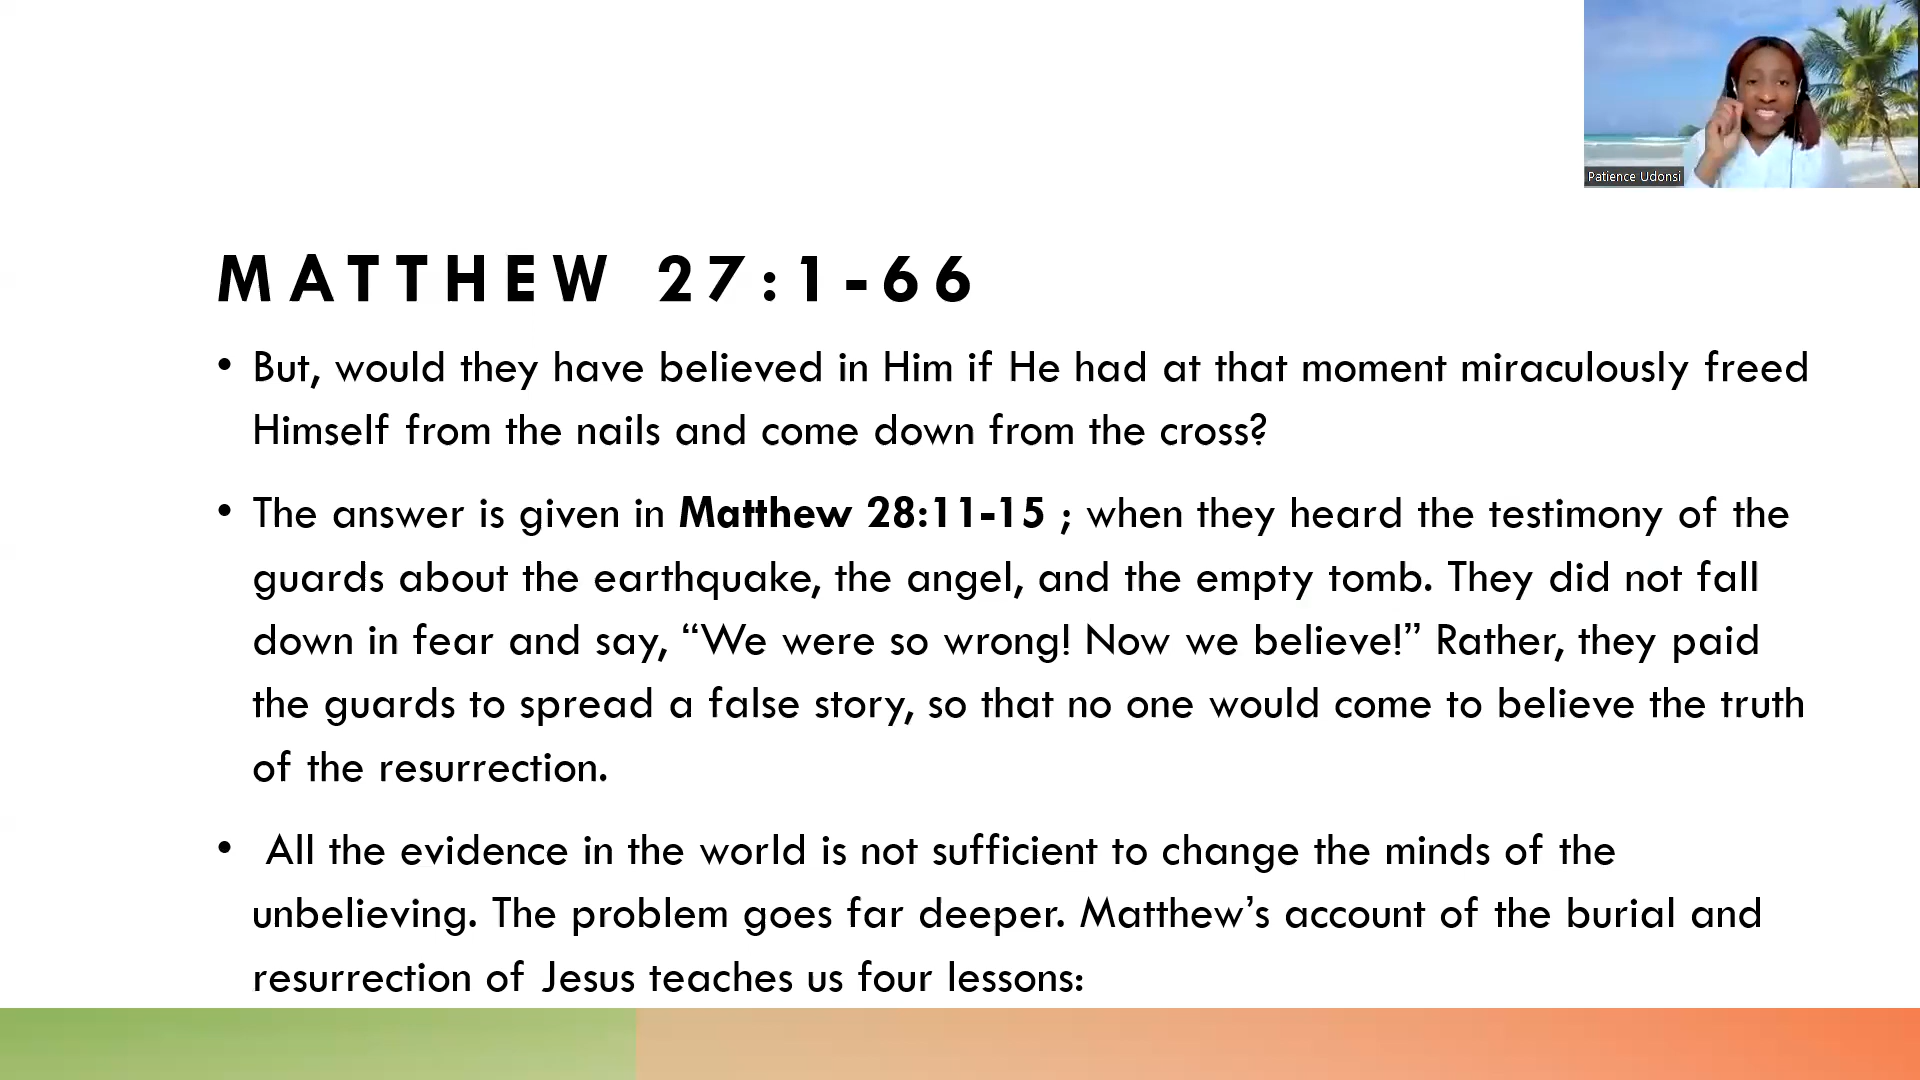 Patience Udonsi
MATTHEW 27:1-66
• But, would they have believed in Him if He had at that moment miraculously freed
Himself from the nails and come down from the cross?
• The answer is given in Matthew 28:11-15 ; when they heard the testimony of the
guards about the earthquake, the angel, and the empty tomb. They did not fall
down in fear and say, “We were so wrong! Now we believe!” Rather, they paid
the guards to spread a false story, so that no one would come to believe the truth
of the resurrection.
• All the evidence in the world is not sufficient to change the minds of the
unbelieving. The problem goes far deeper. Matthew’s account of the burial and
resurrection of Jesus teaches us four lessons: